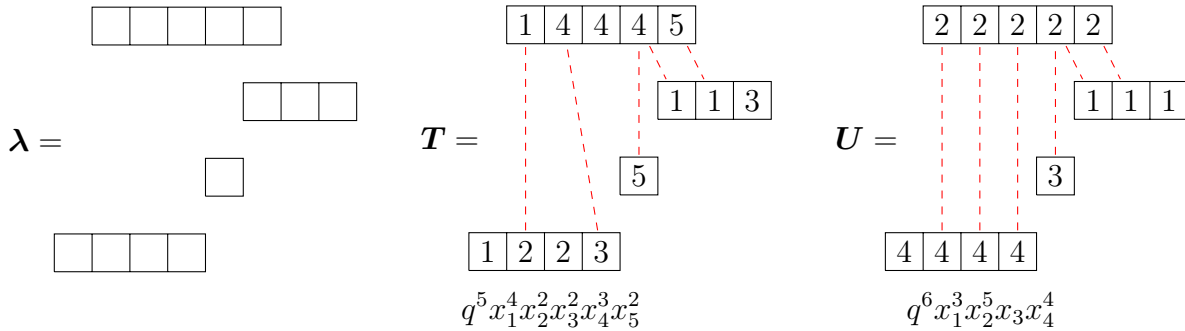 1 4 4 4 5
2 2 2 2 2
1 1 3
1 1 1
λ =
T =
U =
5
3
1 2 2 3
4 4 4 4
q^5x_1^4x_2^2x_3^2x_4^3x_5^2
q^6x_1^3x_2^5x_3x_4^4